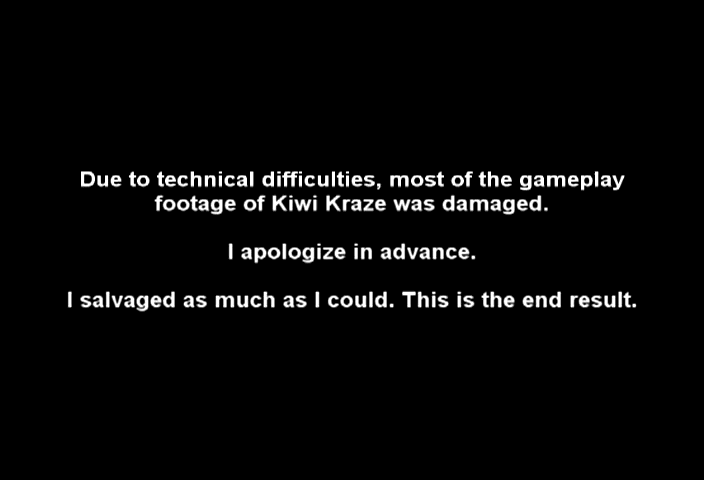 Due to technical difficulties, most of the gameplay
footage of Kiwi Kraze was damaged.
I apologize in advance.
I salvaged as much as I could. This is the end result.